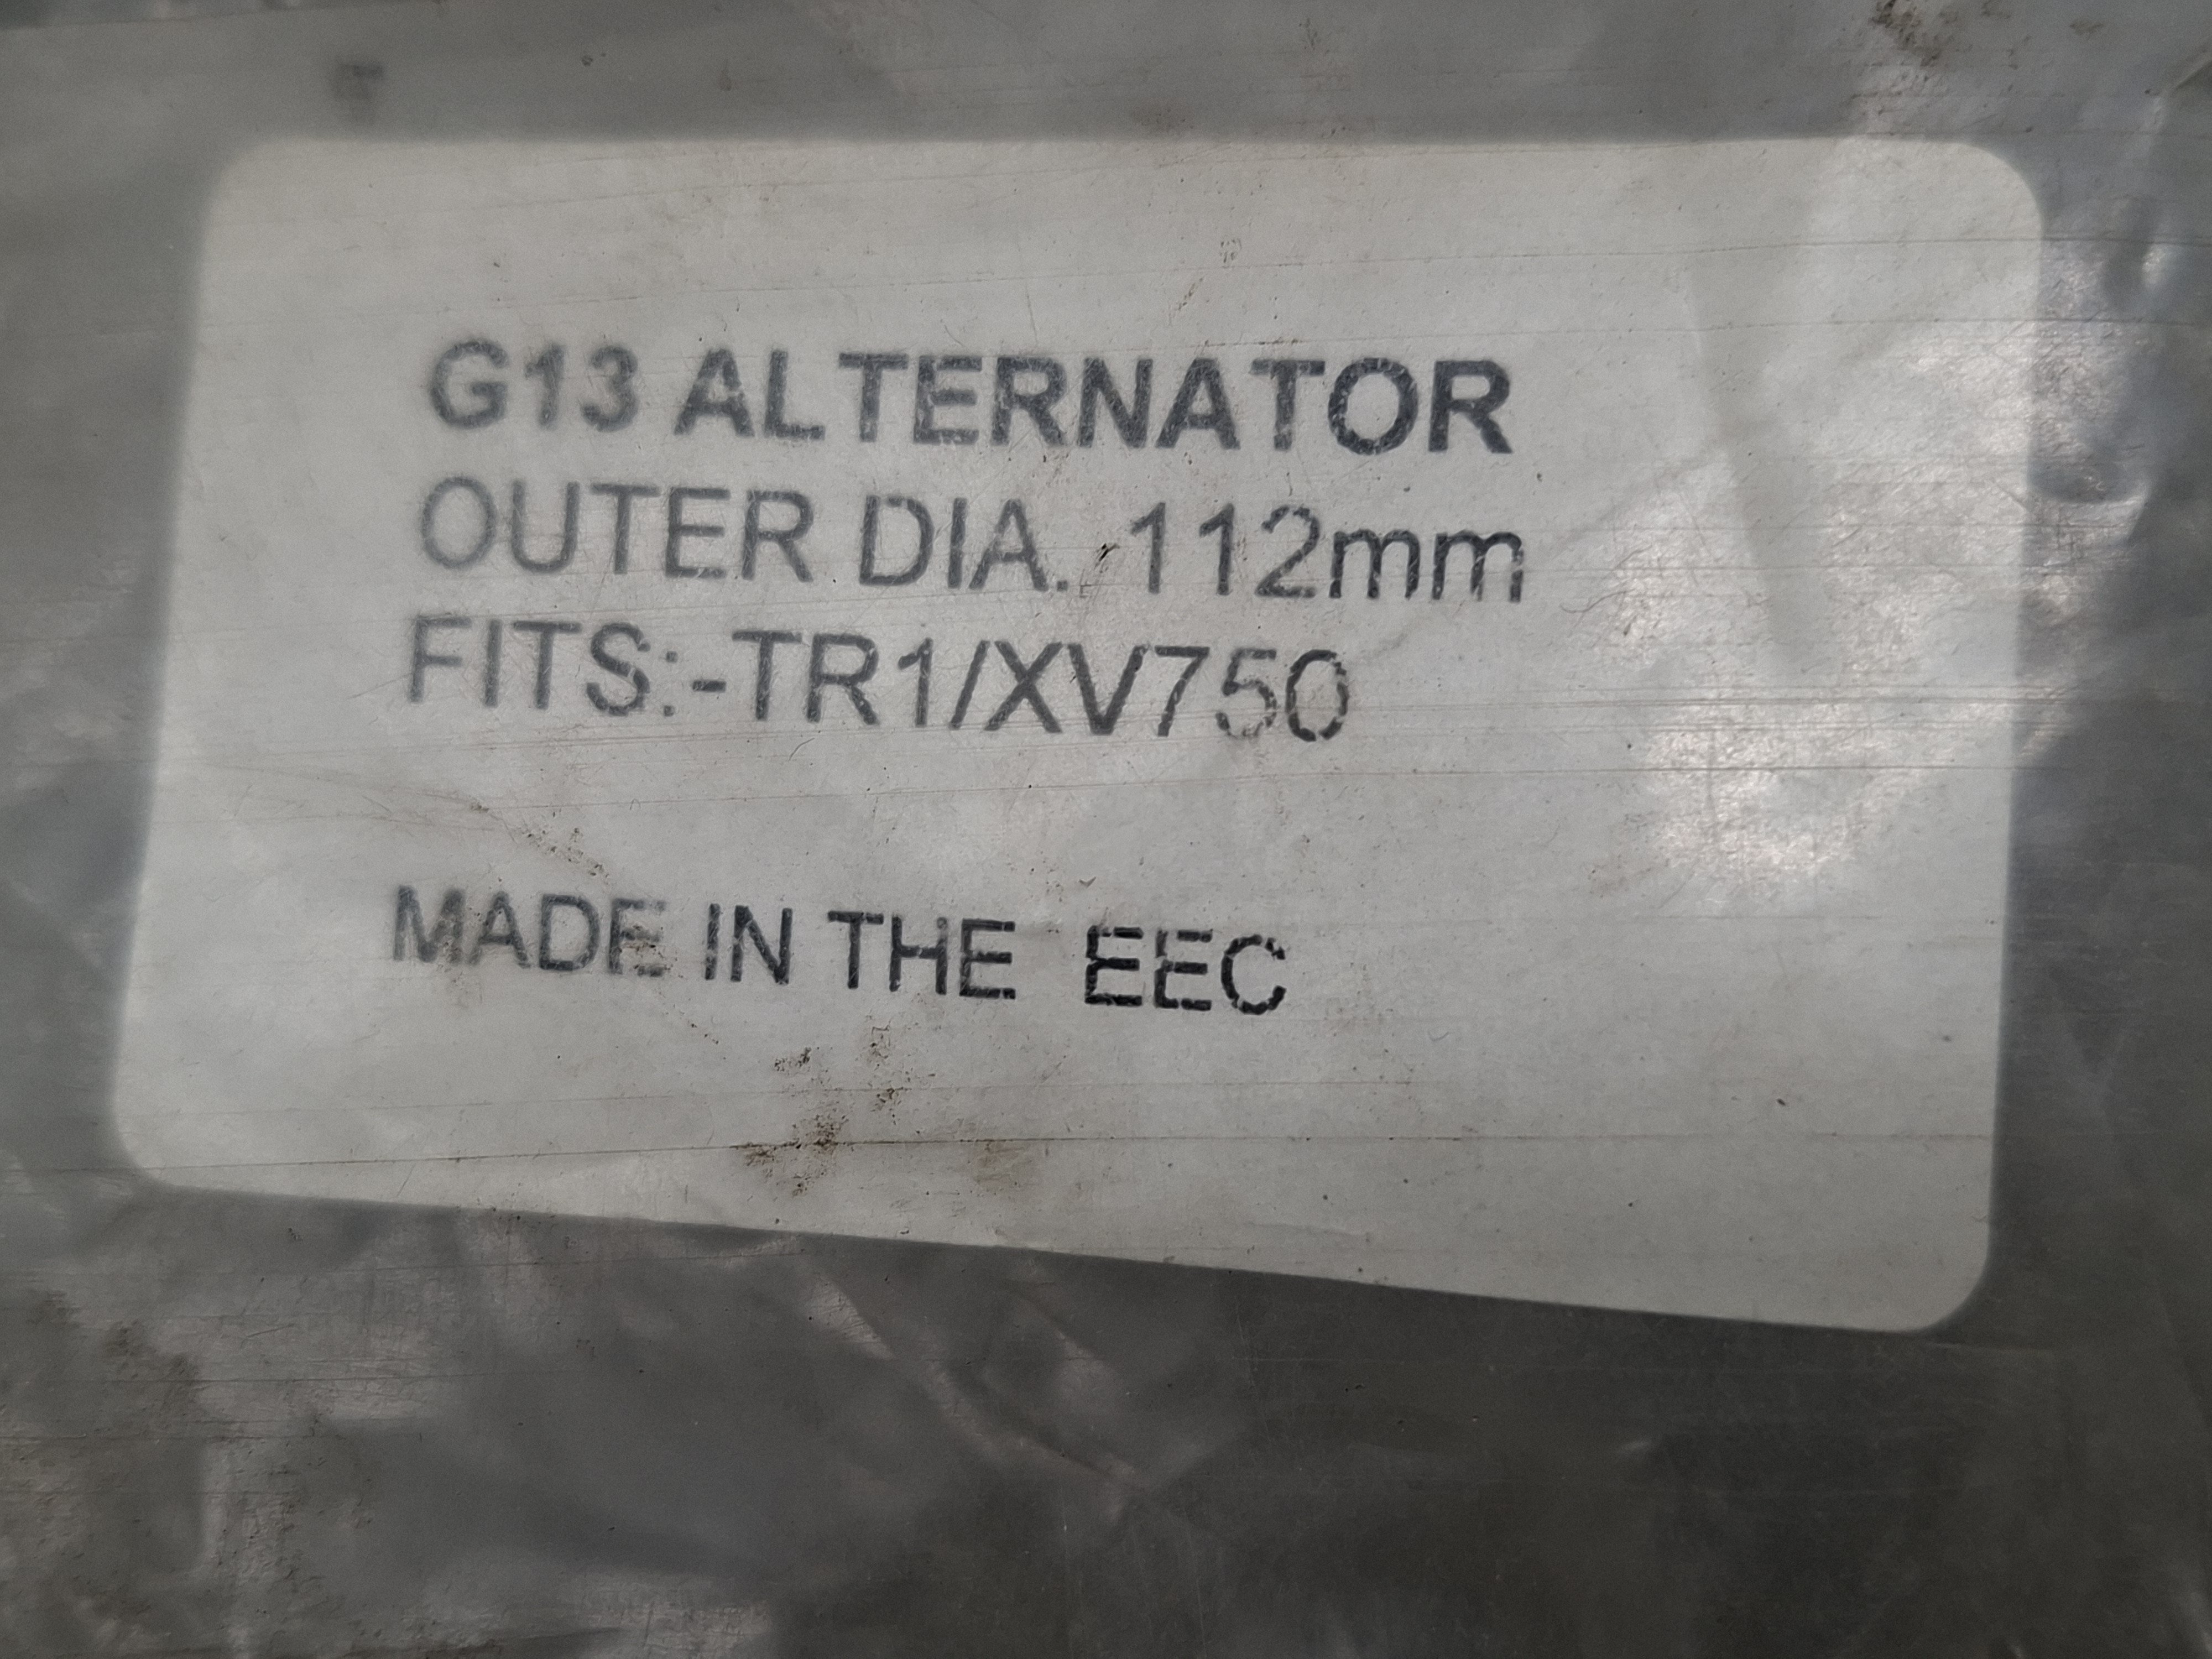 G13 ALTERNATOR
OUTER DIA. 112mm
FITS:-TR1/XV750
MADE IN THE EEC